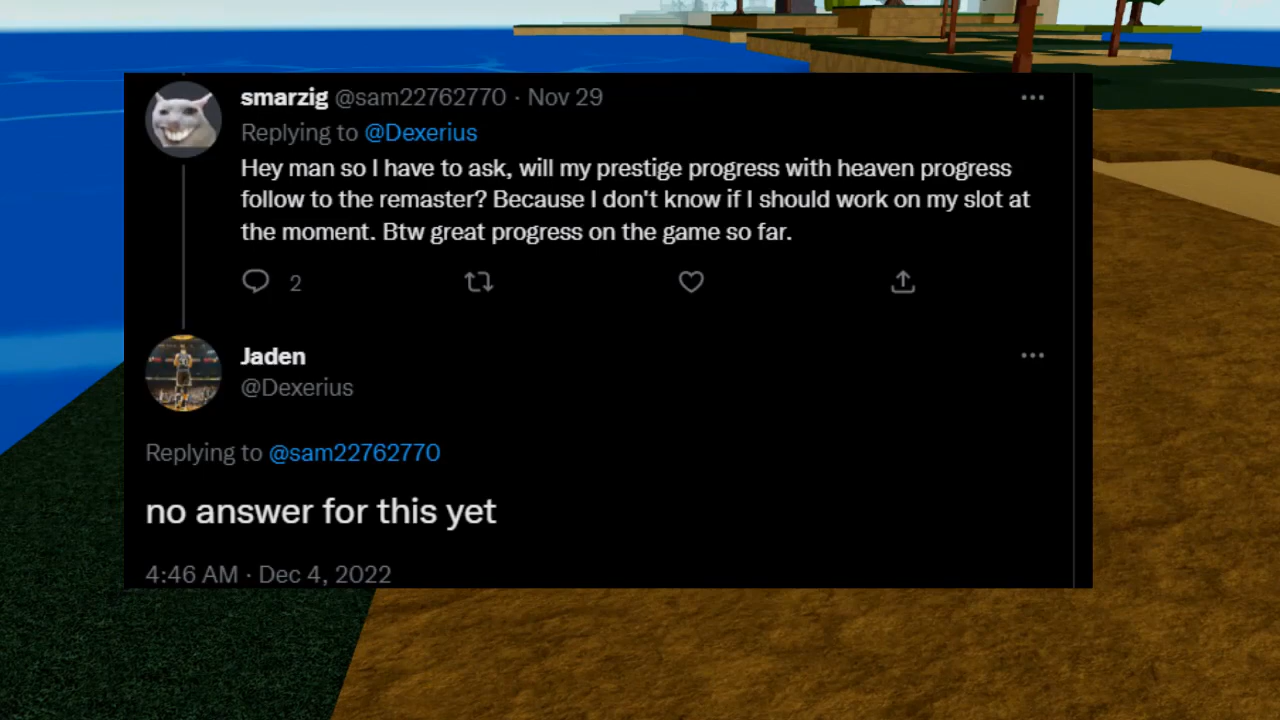 smarzig @sam22762770 · Nov 29
Replying to @Dexerius
Hey man so I have to ask, will my prestige progress with heaven progress
follow to the remaster? Because I don't know if I should work on my slot at
the moment. Btw great progress on the game so far.
2
Jaden
@Dexerius
Replying to @sam22762770
no answer for this yet
4:46 AM · Dec 4, 2022